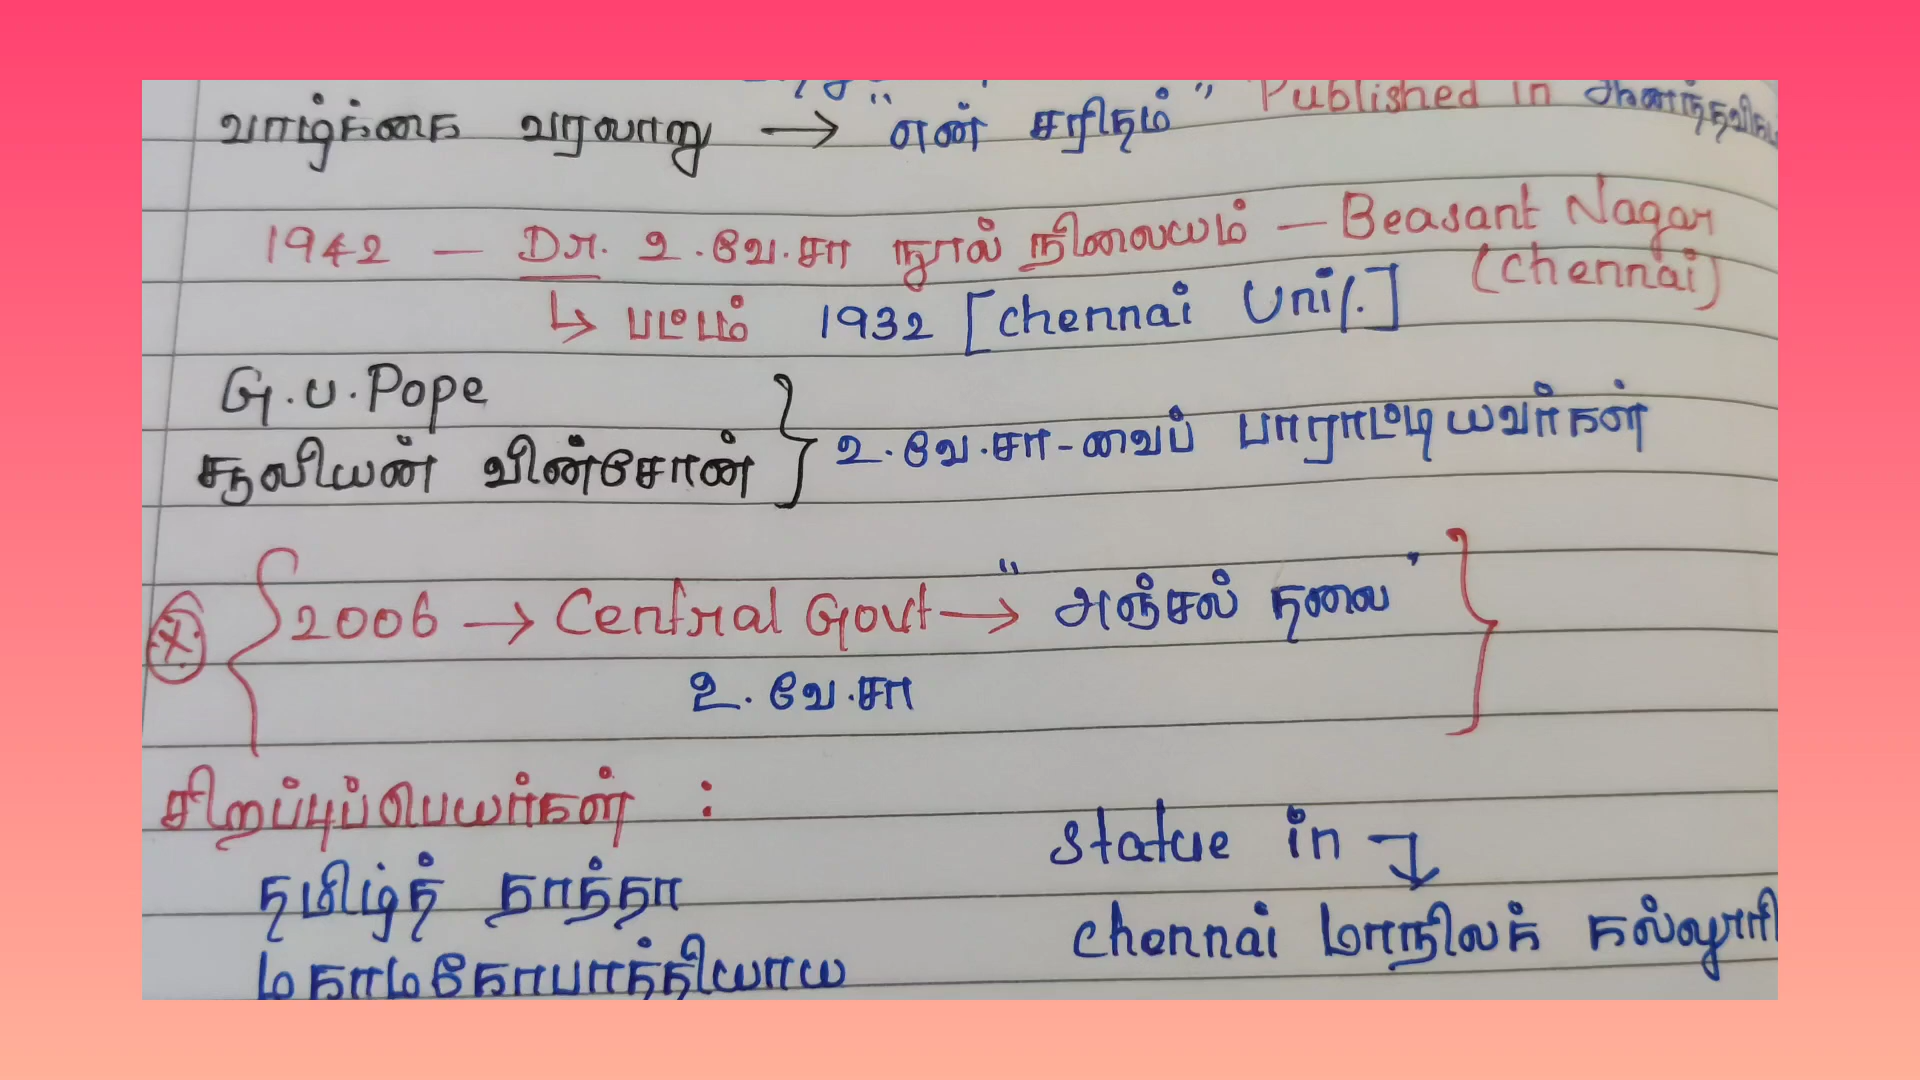 வாழ்க்கை வரலாறு → "என் சரிதம்" Published in
1942 — Dr. உ.வே.சா நூல் நிலையம் — Beasant Nagar
(Chennai)
↳ பட்டம் 1932 [Chennai Uni/.]
G.U.Pope
சூலியன் வின்சோன் } உ.வே.சா-வைப் பாராட்டியவர்கள்
{ 2006 → Central Govt → "அஞ்சல் தலை" }
உ.வே.சா
சிறப்புப்பெயர்கள் :
தமிழ்த் தாத்தா
மகாமகோபாத்தியாய
Statue in ↴
Chennai மாநிலக் கல்லூரி